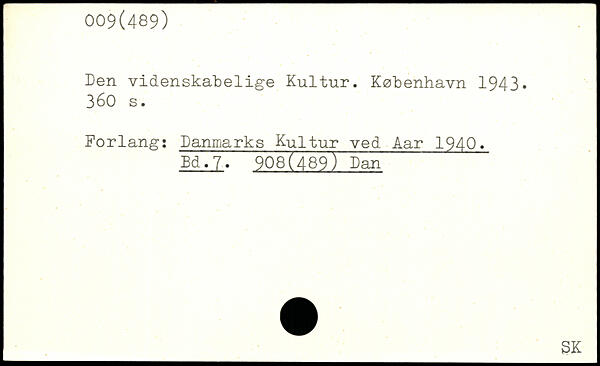 009(489)
Den videnskabelige Kultur. København 1943.
360 s.
Forlang: Danmarks Kultur ved Aar 1940.
Bd.7. 908(489) Dan
SK